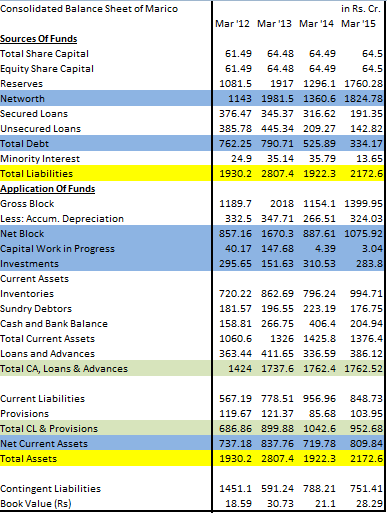 Consolidated Balance Sheet of Marico in Rs. Cr.
Mar '12 Mar '13 Mar '14 Mar '15
Sources Of Funds
Total Share Capital 61.49 64.48 64.49 64.5
Equity Share Capital 61.49 64.48 64.49 64.5
Reserves 1081.5 1917 1296.1 1760.28
Networth 1143 1981.5 1360.6 1824.78
Secured Loans 376.47 345.37 316.62 191.35
Unsecured Loans 385.78 445.34 209.27 142.82
Total Debt 762.25 790.71 525.89 334.17
Minority Interest 24.9 35.14 35.79 13.65
Total Liabilities 1930.2 2807.4 1922.3 2172.6
Application Of Funds
Gross Block 1189.7 2018 1154.1 1399.95
Less: Accum. Depreciation 332.5 347.71 266.51 324.03
Net Block 857.16 1670.3 887.61 1075.92
Capital Work in Progress 40.17 147.68 4.39 3.04
Investments 295.65 151.63 310.53 283.8
Current Assets
Inventories 720.22 862.69 796.24 994.71
Sundry Debtors 181.57 196.55 223.19 176.75
Cash and Bank Balance 158.81 266.75 406.4 204.94
Total Current Assets 1060.6 1326 1425.8 1376.4
Loans and Advances 363.44 411.65 336.59 386.12
Total CA, Loans & Advances 1424 1737.6 1762.4 1762.52
Current Liabilities 567.19 778.51 956.96 848.73
Provisions 119.67 121.37 85.68 103.95
Total CL & Provisions 686.86 899.88 1042.6 952.68
Net Current Assets 737.18 837.76 719.78 809.84
Total Assets 1930.2 2807.4 1922.3 2172.6
Contingent Liabilities 1451.1 591.24 788.21 751.41
Book Value (Rs) 18.59 30.73 21.1 28.29